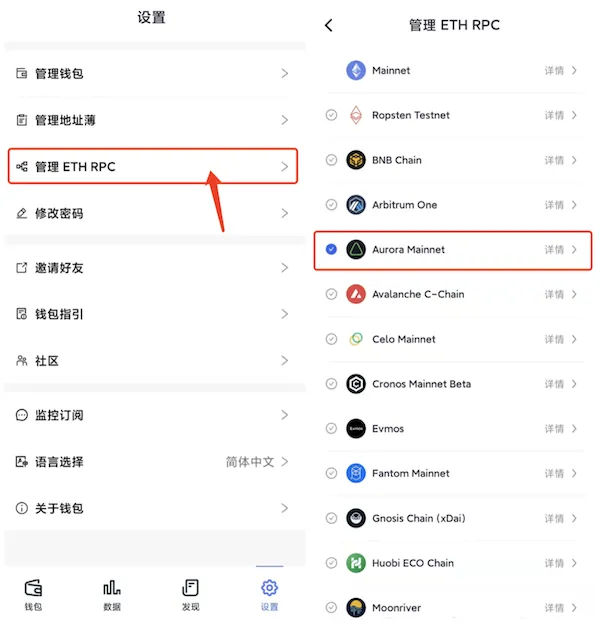 设置
管理钱包
管理地址薄
管理 ETH RPC
修改密码
邀请好友
钱包指引
社区
监控订阅
语言选择 简体中文
关于钱包
钱包 数据 发现 设置
管理 ETH RPC
Mainnet 详情
Ropsten Testnet 详情
BNB Chain 详情
Arbitrum One 详情
Aurora Mainnet 详情
Avalanche C-Chain 详情
Celo Mainnet 详情
Cronos Mainnet Beta 详情
Evmos
Evmos 详情
Fantom Mainnet 详情
Gnosis Chain (xDai) 详情
Huobi ECO Chain 详情
Moonriver 详情